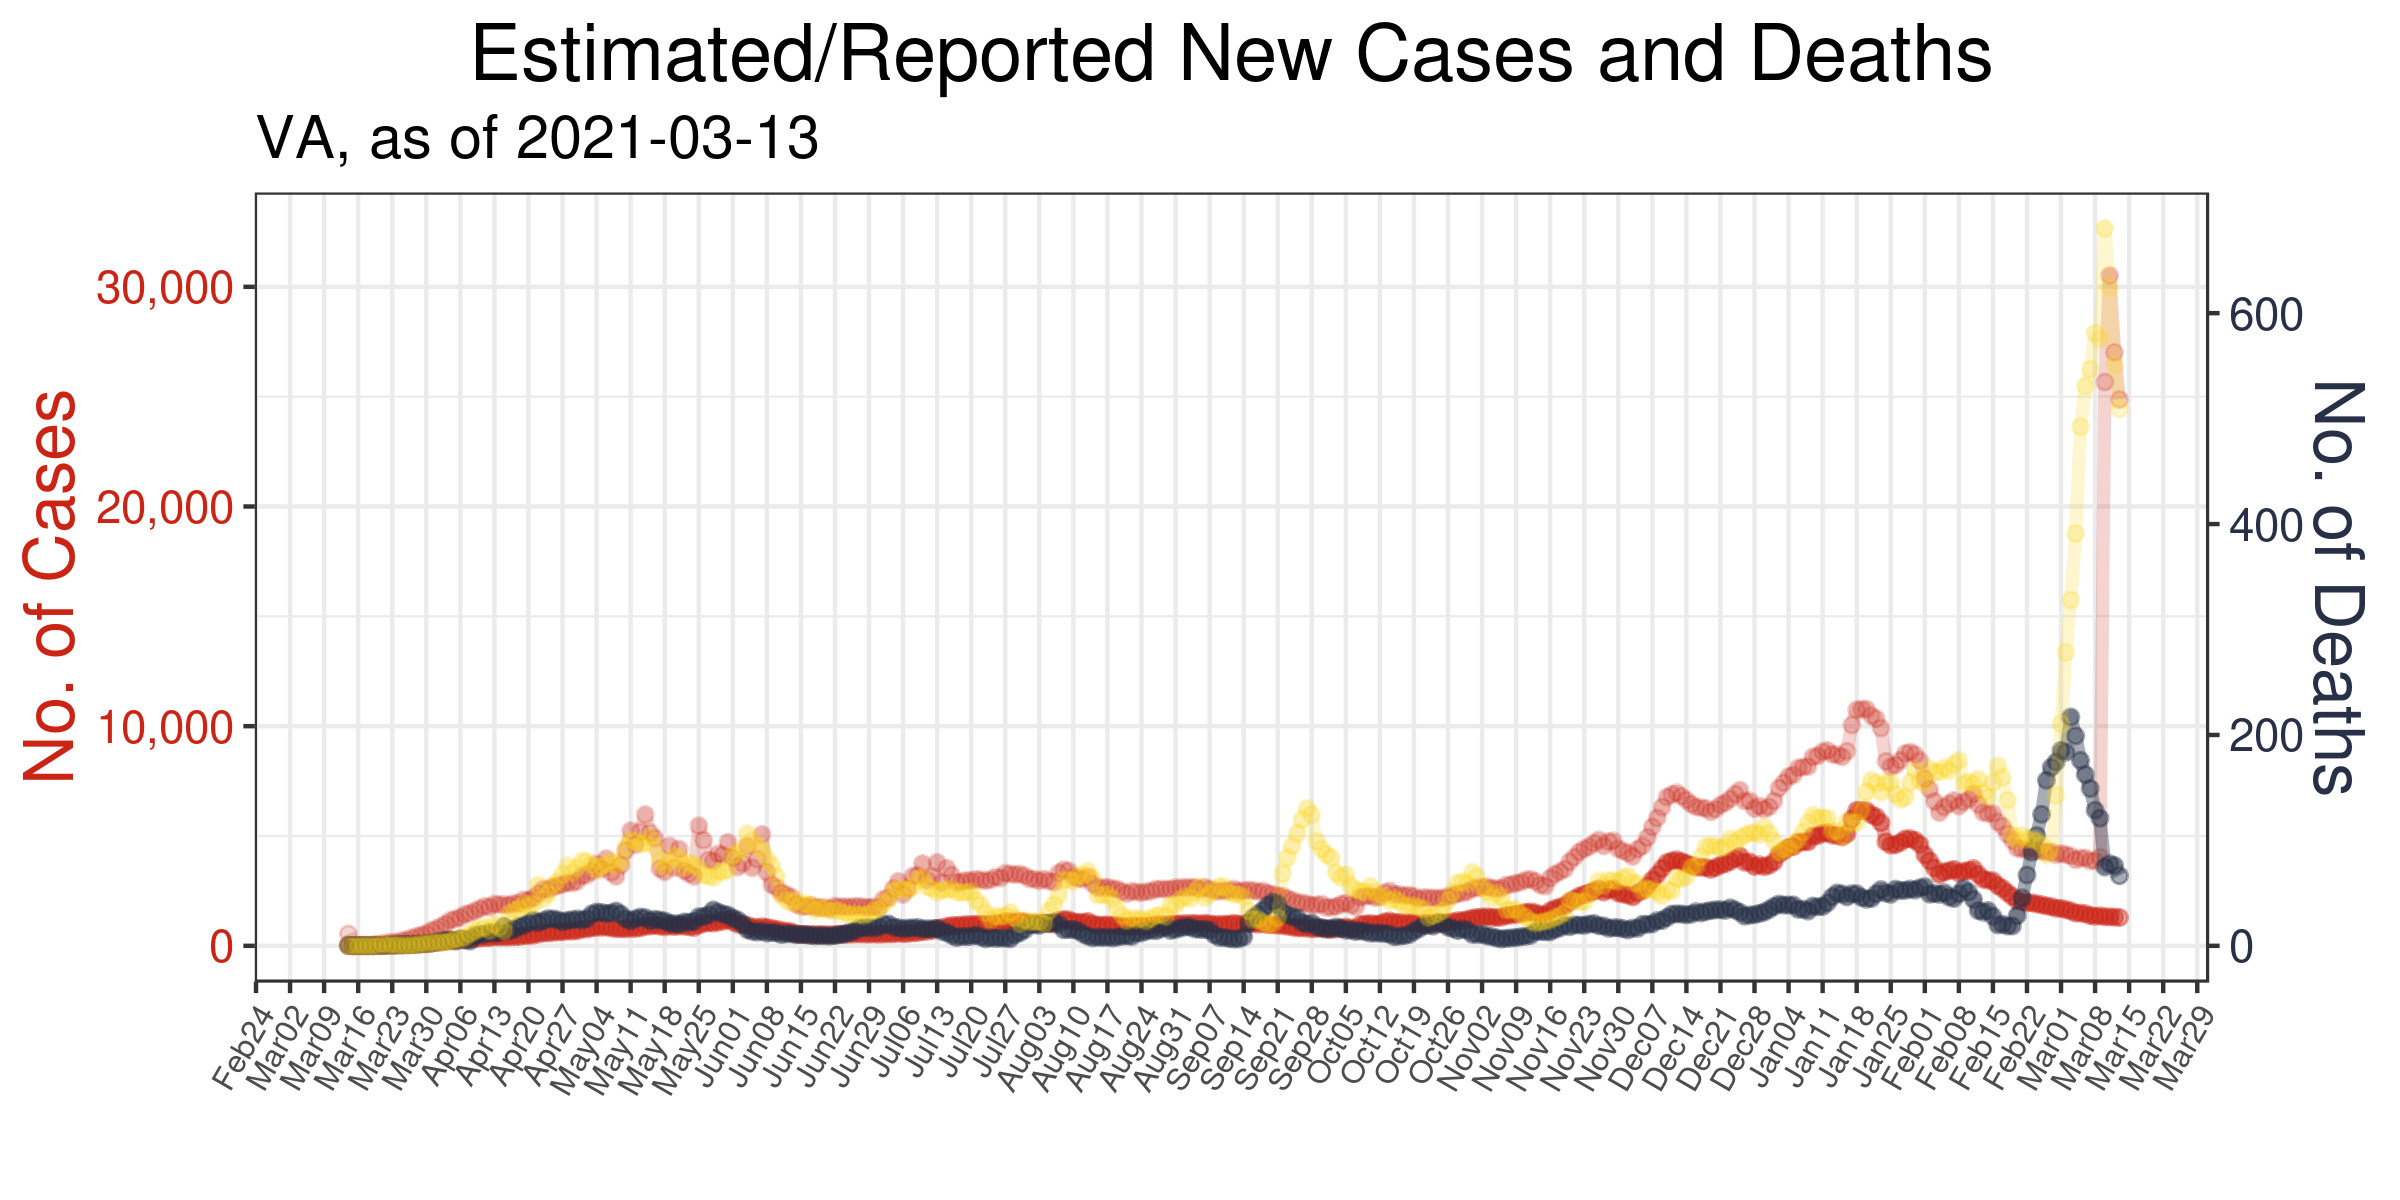 Estimated/Reported New Cases and Deaths
VA, as of 2021-03-13
No. of Cases
30,000
20,000
10,000
0
600
400
200
0
No. of Deaths
Feb24
Mar02
Mar09
Mar16
Mar23
Mar30
Apr06
Apr13
Apr20
Apr27
May04
May11
May18
May25
Jun01
Jun08
Jun15
Jun22
Jun29
Jul06
Jul13
Jul20
Jul27
Aug03
Aug10
Aug17
Aug24
Aug31
Sep07
Sep14
Sep21
Sep28
Oct05
Oct12
Oct19
Oct26
Nov02
Nov09
Nov16
Nov23
Nov30
Dec07
Dec14
Dec21
Dec28
Jan04
Jan11
Jan18
Jan25
Feb01
Feb08
Feb15
Feb22
Mar01
Mar08
Mar15
Mar22
Mar29